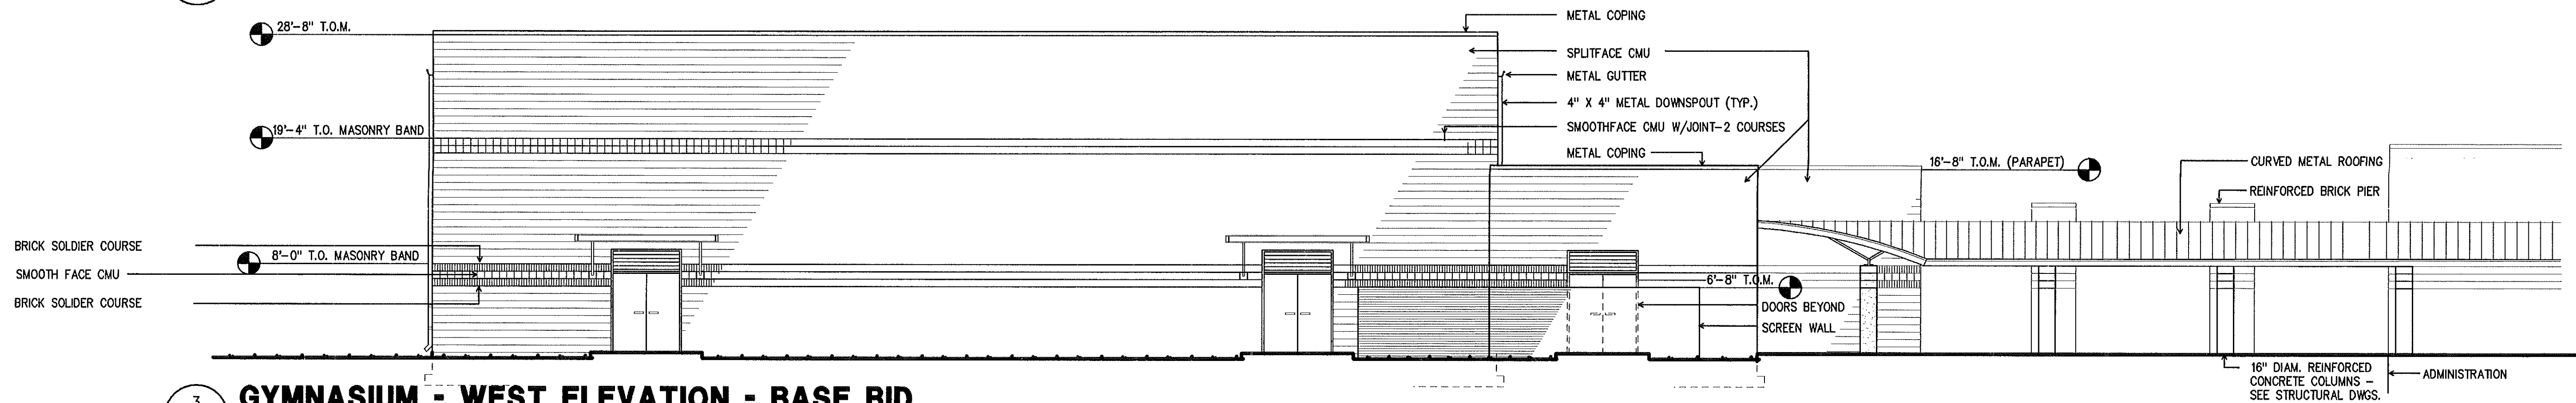 METAL COPING
28'-8" T.O.M.
SPLITFACE CMU
METAL GUTTER
4" X 4" METAL DOWNSPOUT (TYP.)
19'-4" T.O. MASONRY BAND
SMOOTHFACE CMU W/JOINT-2 COURSES
METAL COPING
16'-8" T.O.M. (PARAPET)
CURVED METAL ROOFING
REINFORCED BRICK PIER
BRICK SOLDIER COURSE
8'-0" T.O. MASONRY BAND
SMOOTH FACE CMU
6'-8" T.O.M.
BRICK SOLIDER COURSE
DOORS BEYOND
SCREEN WALL
16" DIAM. REINFORCED
CONCRETE COLUMNS -
SEE STRUCTURAL DWGS.
ADMINISTRATION
3
GYMNASIUM - WEST ELEVATION - BASE BID